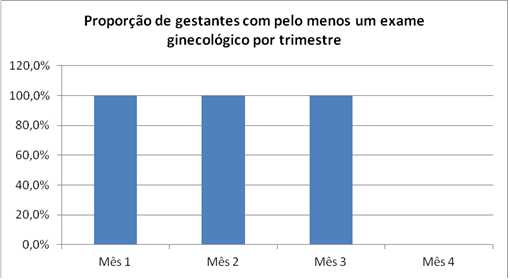 Proporção de gestantes com pelo menos um exame
ginecológico por trimestre
120,0%
100,0%
80,0%
60,0%
40,0%
20,0%
0,0%
Mês 1 Mês 2 Mês 3 Mês 4